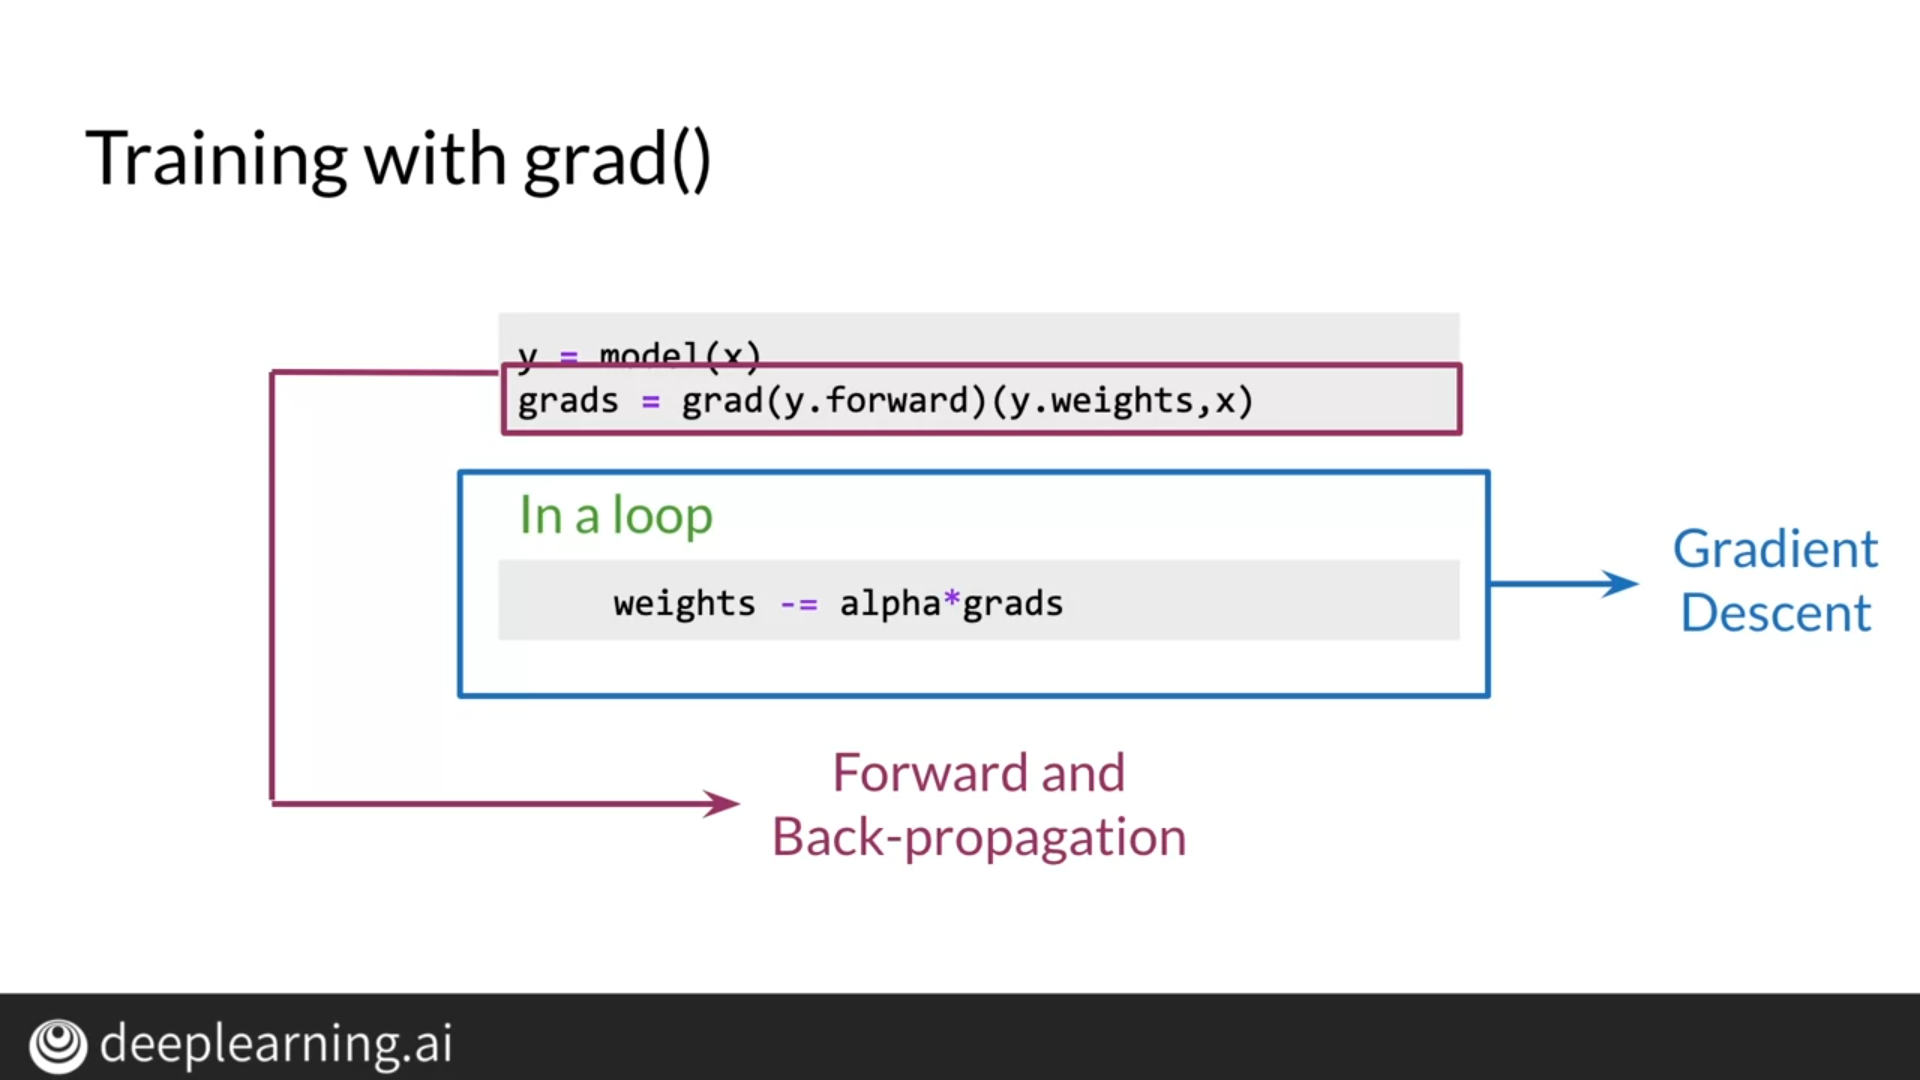 Training with grad()
y = model(x)
grads = grad(y.forward)(y.weights,x)
In a loop
weights -= alpha*grads
Gradient
Descent
Forward and
Back-propagation
deeplearning.ai